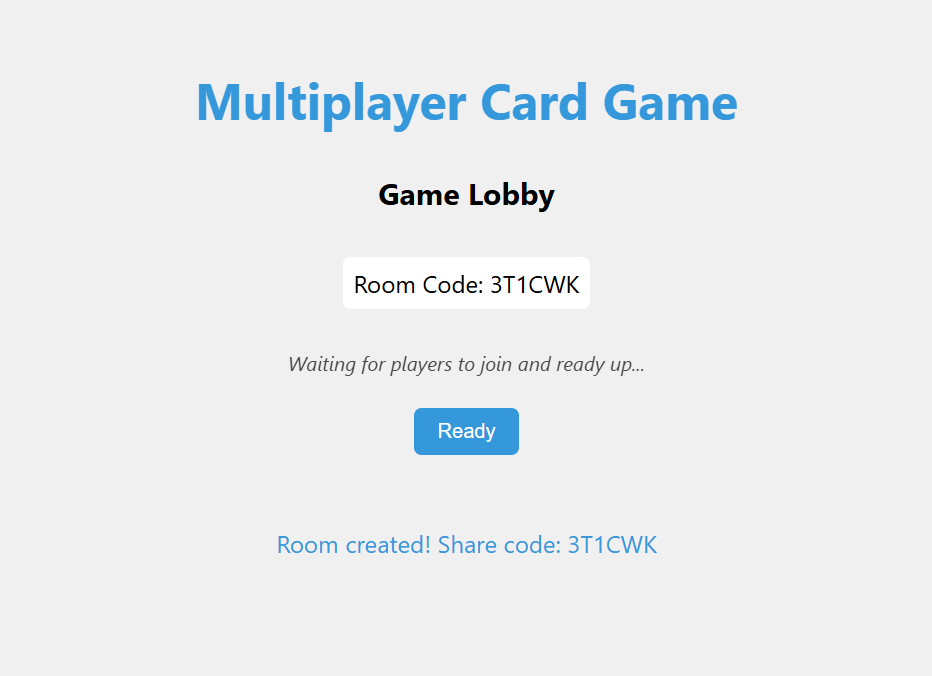 Multiplayer Card Game
Game Lobby
Room Code: 3T1CWK
Waiting for players to join and ready up...
Ready
Room created! Share code: 3T1CWK